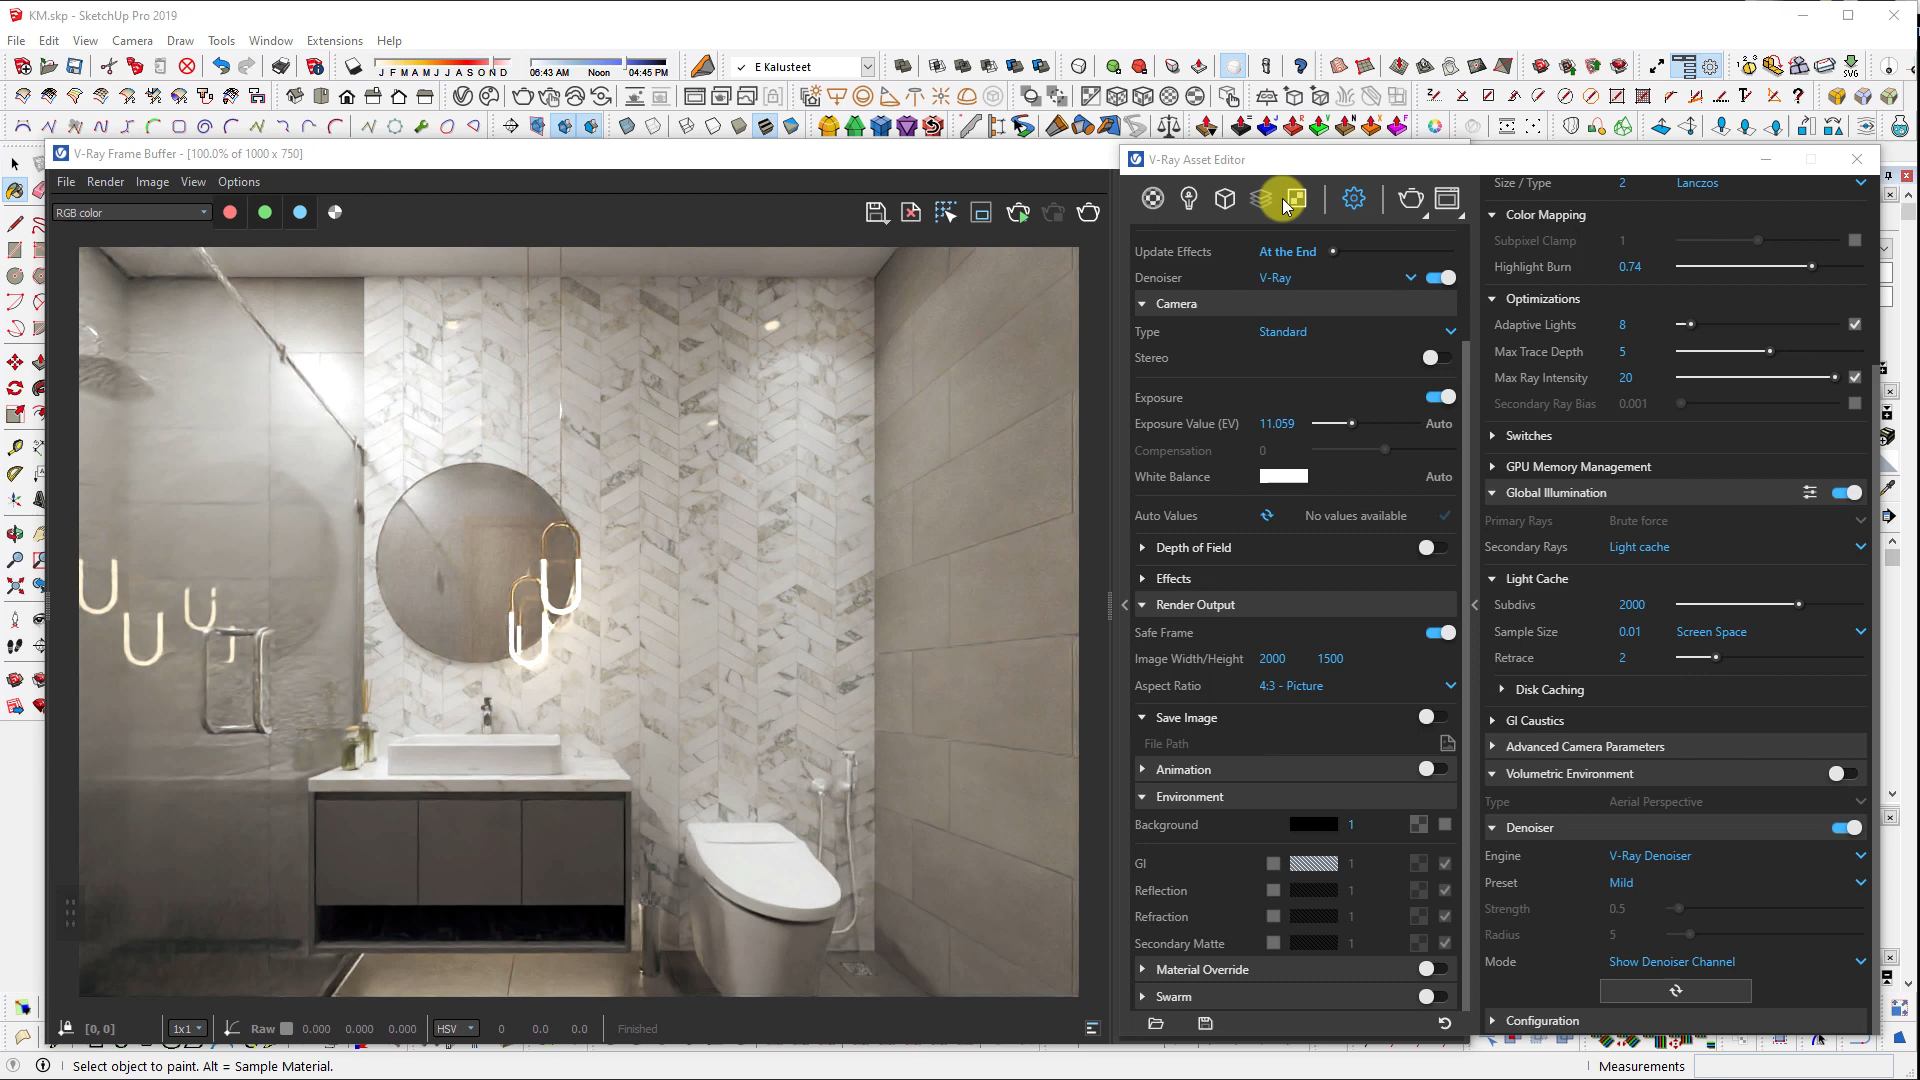 KM.skp - SketchUp Pro 2019
File Edit View Camera Draw Tools Window Extensions Help
J F M A M J J A S O N D
06:43 AM Noon 04:45 PM
✓ E Kalusteet
SVG
V-Ray Frame Buffer - [100.0% of 1000 x 750]
File Render Image View Options
RGB color
[0, 0]
1x1
Raw 0.000 0.000 0.000
HSV 0 0.0 0.0
Finished
V-Ray Asset Editor
Update Effects At the End
Denoiser V-Ray
Camera
Type Standard
Stereo
Exposure
Exposure Value (EV) 11.059 Auto
Compensation 0
White Balance Auto
Auto Values No values available
Depth of Field
Effects
Render Output
Safe Frame
Image Width/Height 2000 1500
Aspect Ratio 4:3 - Picture
Save Image
File Path
Animation
Environment
Background 1
GI 1
Reflection 1
Refraction 1
Secondary Matte 1
Material Override
Swarm
Size / Type 2 Lanczos
Color Mapping
Subpixel Clamp 1
Highlight Burn 0.74
Optimizations
Adaptive Lights 8
Max Trace Depth 5
Max Ray Intensity 20
Secondary Ray Bias 0.001
Switches
GPU Memory Management
Global Illumination
Primary Rays Brute force
Secondary Rays Light cache
Light Cache
Subdivs 2000
Sample Size 0.01 Screen Space
Retrace 2
Disk Caching
GI Caustics
Advanced Camera Parameters
Volumetric Environment
Type Aerial Perspective
Denoiser
Engine V-Ray Denoiser
Preset Mild
Strength 0.5
Radius 5
Mode Show Denoiser Channel
Configuration
Select object to paint. Alt = Sample Material.
Measurements